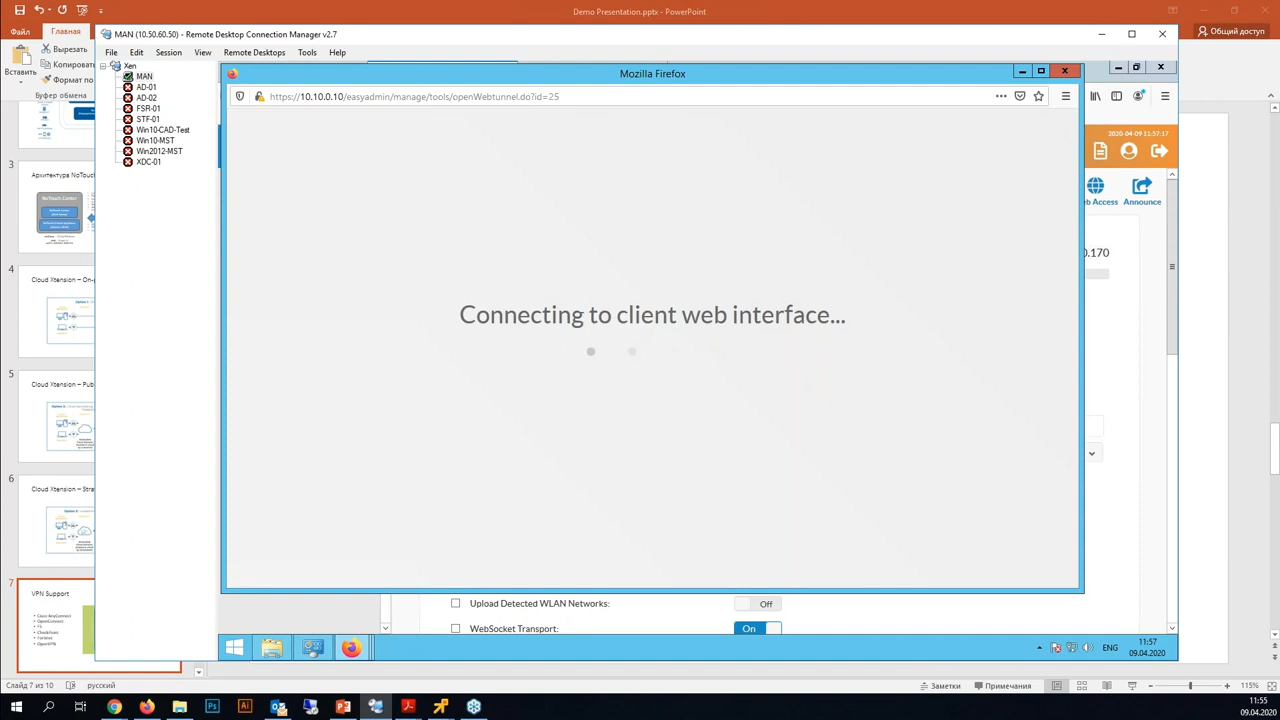 Demo Presentation.pptx - PowerPoint
Файл
Главная
Общий доступ
Вставить
Вырезать
Копировать
Формат по
Буфер обмена
MAN (10.50.60.50) - Remote Desktop Connection Manager v2.7
File Edit Session View Remote Desktops Tools Help
Xen
MAN
AD-01
AD-02
FSR-01
STF-01
Win10-CAD-Test
Win10-MST
Win2012-MST
XDC-01
Mozilla Firefox
https://10.10.0.10/easyadmin/manage/tools/openWebtunnel.do?id=25
2020-04-09 11:57:17
b Access
Announce
0.170
Connecting to client web interface...
Upload Detected WLAN Networks:
Off
WebSocket Transport:
On
3
Архитектура NoTouch
NoTouch Center
4
Cloud Xtension – On-p
5
Cloud Xtension – Pub
6
Cloud Xtension – Stra
7
VPN Support
• Cisco AnyConnect
• OpenConnect
• F5
• CheckPoint
• Fortinet
• OpenVPN
ENG
11:57
09.04.2020
Слайд 7 из 10
русский
Заметки
Примечания
115%
11:55
09.04.2020